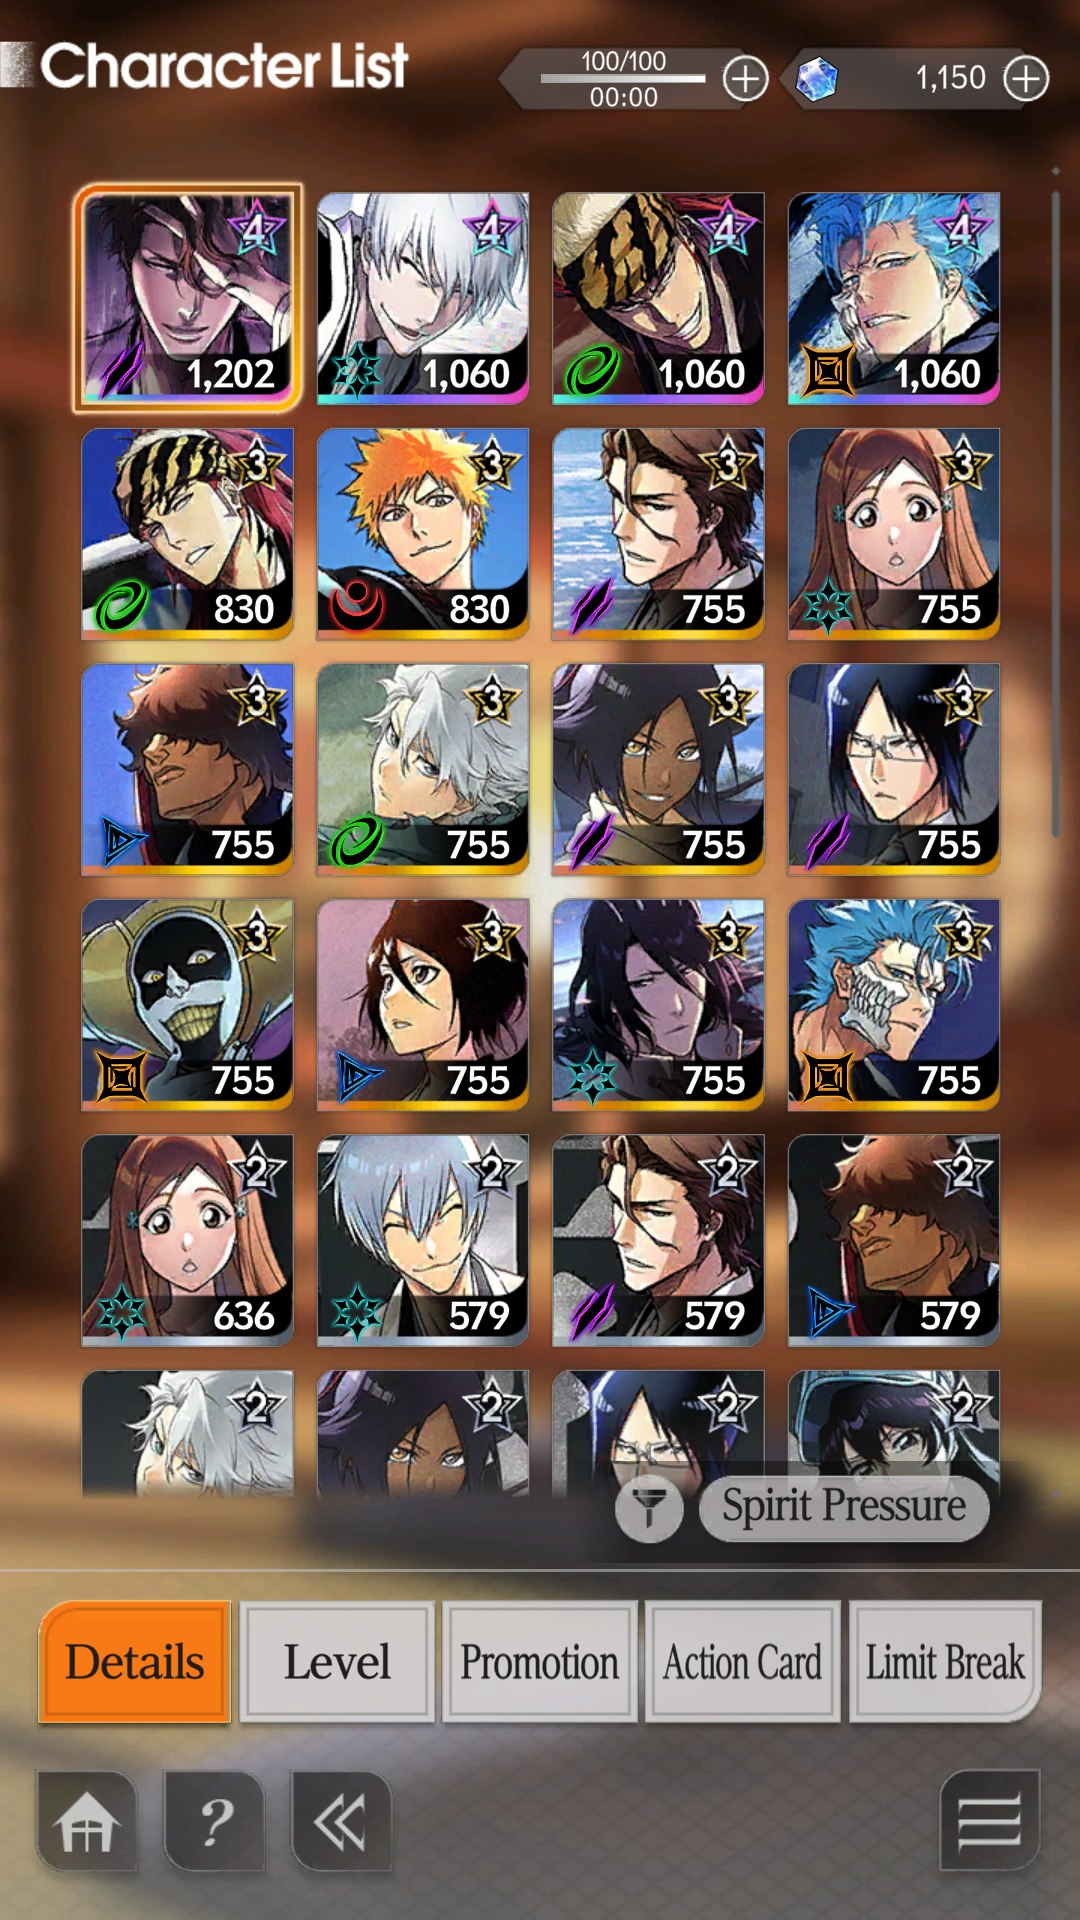 Character List
100/100
00:00
1,150
4 4 4 4
1,202 1,060 1,060 1,060
3 3 3 3
830 830 755 755
3 3 3 3
755 755 755 755
3 3 3 3
755 755 755 755
2 2 2 2
636 579 579 579
2 2 2 2
Spirit Pressure
Details Level Promotion Action Card Limit Break
?